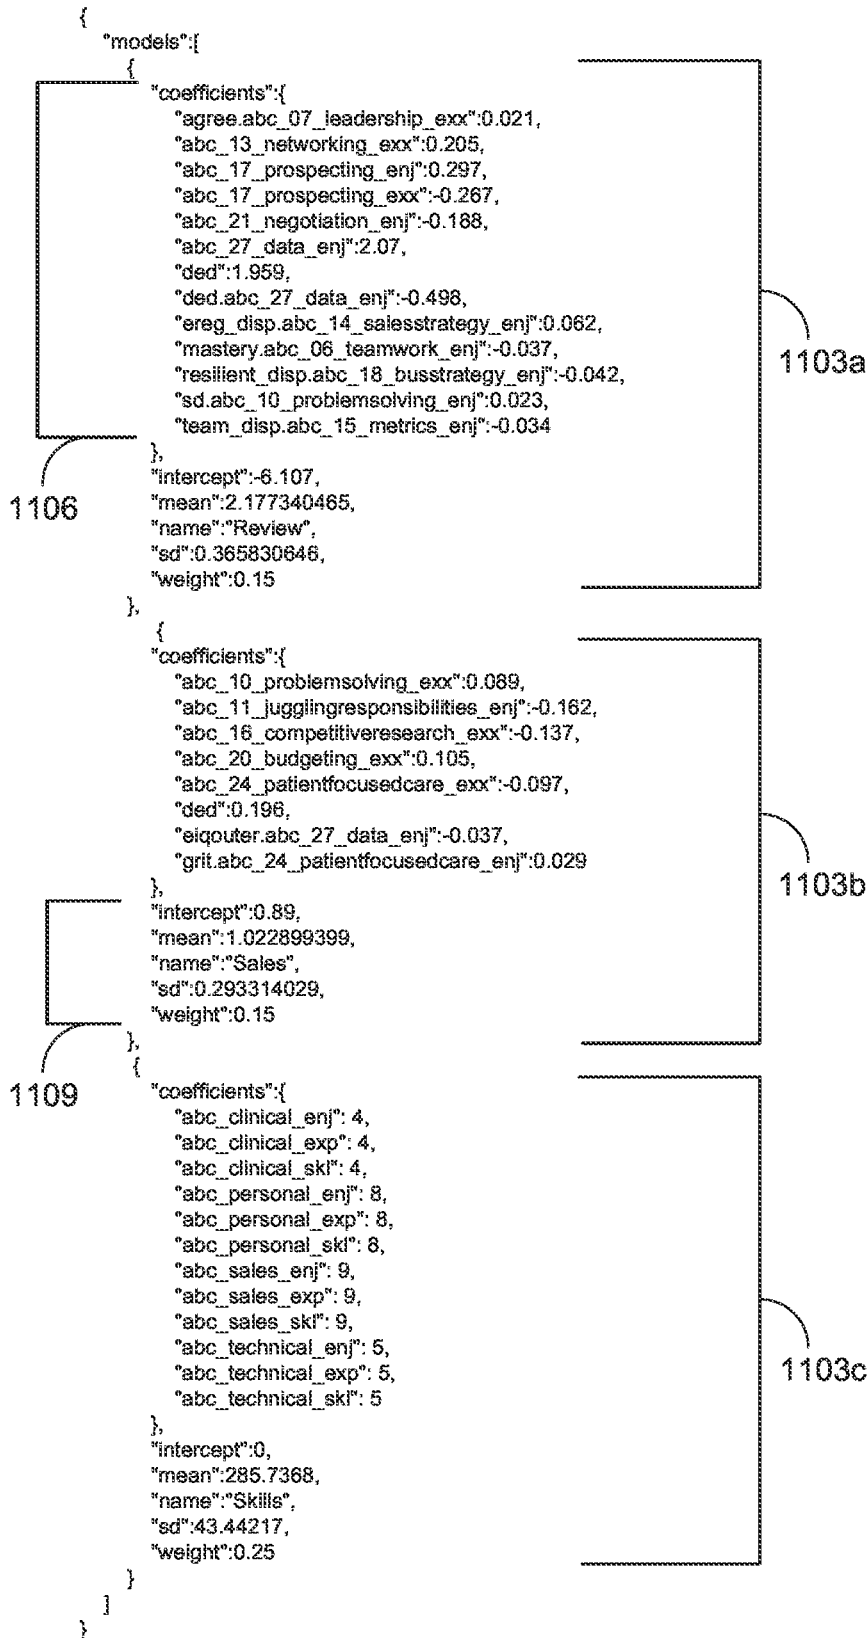 {
"models":[
{
"coefficients":{
"agree.abc_07_leadership_exx":0.021,
"abc_13_networking_exx":0.205,
"abc_17_prospecting_enj":0.297,
"abc_17_prospecting_exx":-0.267,
"abc_21_negotiation_enj":-0.188,
"abc_27_data_enj":2.07,
"ded":1.959,
"ded.abc_27_data_enj":-0.498,
"ereg_disp.abc_14_salesstrategy_enj":0.062,
"mastery.abc_06_teamwork_enj":-0.037,
"resilient_disp.abc_18_busstrategy_enj":-0.042,
"sd.abc_10_problemsolving_enj":0.023,
"team_disp.abc_15_metrics_enj":-0.034
},
"intercept":-6.107,
"mean":2.177340465,
"name":"Review",
"sd":0.365830646,
"weight":0.15
},
1103a
1106
{
"coefficients":{
"abc_10_problemsolving_exx":0.089,
"abc_11_jugglingresponsibilities_enj":-0.162,
"abc_16_competitiveresearch_exx":-0.137,
"abc_20_budgeting_exx":0.105,
"abc_24_patientfocusedcare_exx":-0.097,
"ded":0.196,
"eiqouter.abc_27_data_enj":-0.037,
"grit.abc_24_patientfocusedcare_enj":0.029
},
"intercept":0.89,
"mean":1.022899399,
"name":"Sales",
"sd":0.293314029,
"weight":0.15
},
1103b
1109
{
"coefficients":{
"abc_clinical_enj": 4,
"abc_clinical_exp": 4,
"abc_clinical_skl": 4,
"abc_personal_enj": 8,
"abc_personal_exp": 8,
"abc_personal_skl": 8,
"abc_sales_enj": 9,
"abc_sales_exp": 9,
"abc_sales_skl": 9,
"abc_technical_enj": 5,
"abc_technical_exp": 5,
"abc_technical_skl": 5
},
"intercept":0,
"mean":285.7368,
"name":"Skills",
"sd":43.44217,
"weight":0.25
}
1103c
]
}